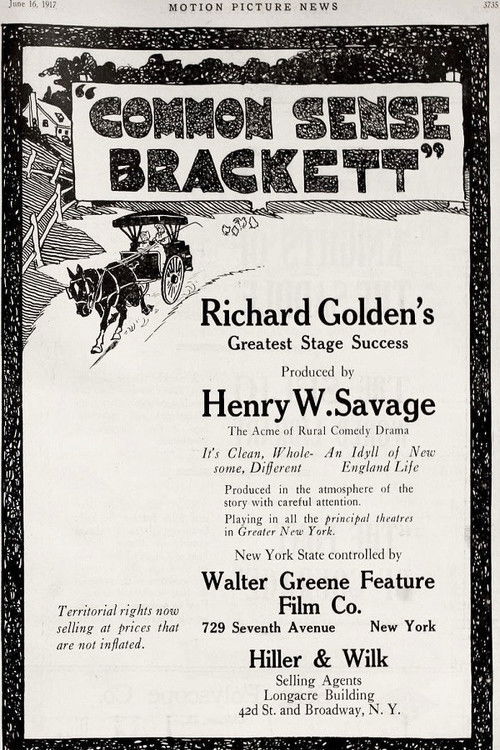 June 16, 1917
MOTION PICTURE NEWS
3735
"COMMON SENSE
BRACKETT"
Richard Golden's
Greatest Stage Success
Produced by
Henry W. Savage
The Acme of Rural Comedy Drama
It's Clean, Whole-
some, Different
An Idyll of New
England Life
Produced in the atmosphere of the
story with careful attention.
Playing in all the principal theatres
in Greater New York.
New York State controlled by
Walter Greene Feature
Film Co.
729 Seventh Avenue New York
Territorial rights now
selling at prices that
are not inflated.
Hiller & Wilk
Selling Agents
Longacre Building
42d St. and Broadway, N. Y.